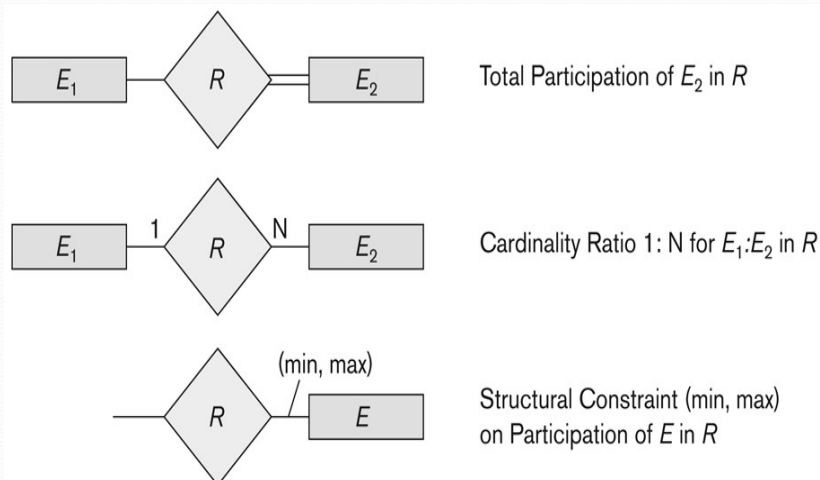 E₁ R E₂ Total Participation of E₂ in R
E₁ 1 R N E₂ Cardinality Ratio 1: N for E₁:E₂ in R
(min, max)
R E Structural Constraint (min, max)
on Participation of E in R